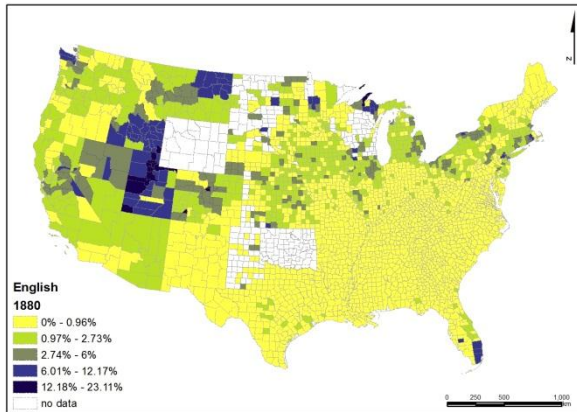 N
English
1880
0% - 0.96%
0.97% - 2.73%
2.74% - 6%
6.01% - 12.17%
12.18% - 23.11%
no data
0 250 500 1,000
km